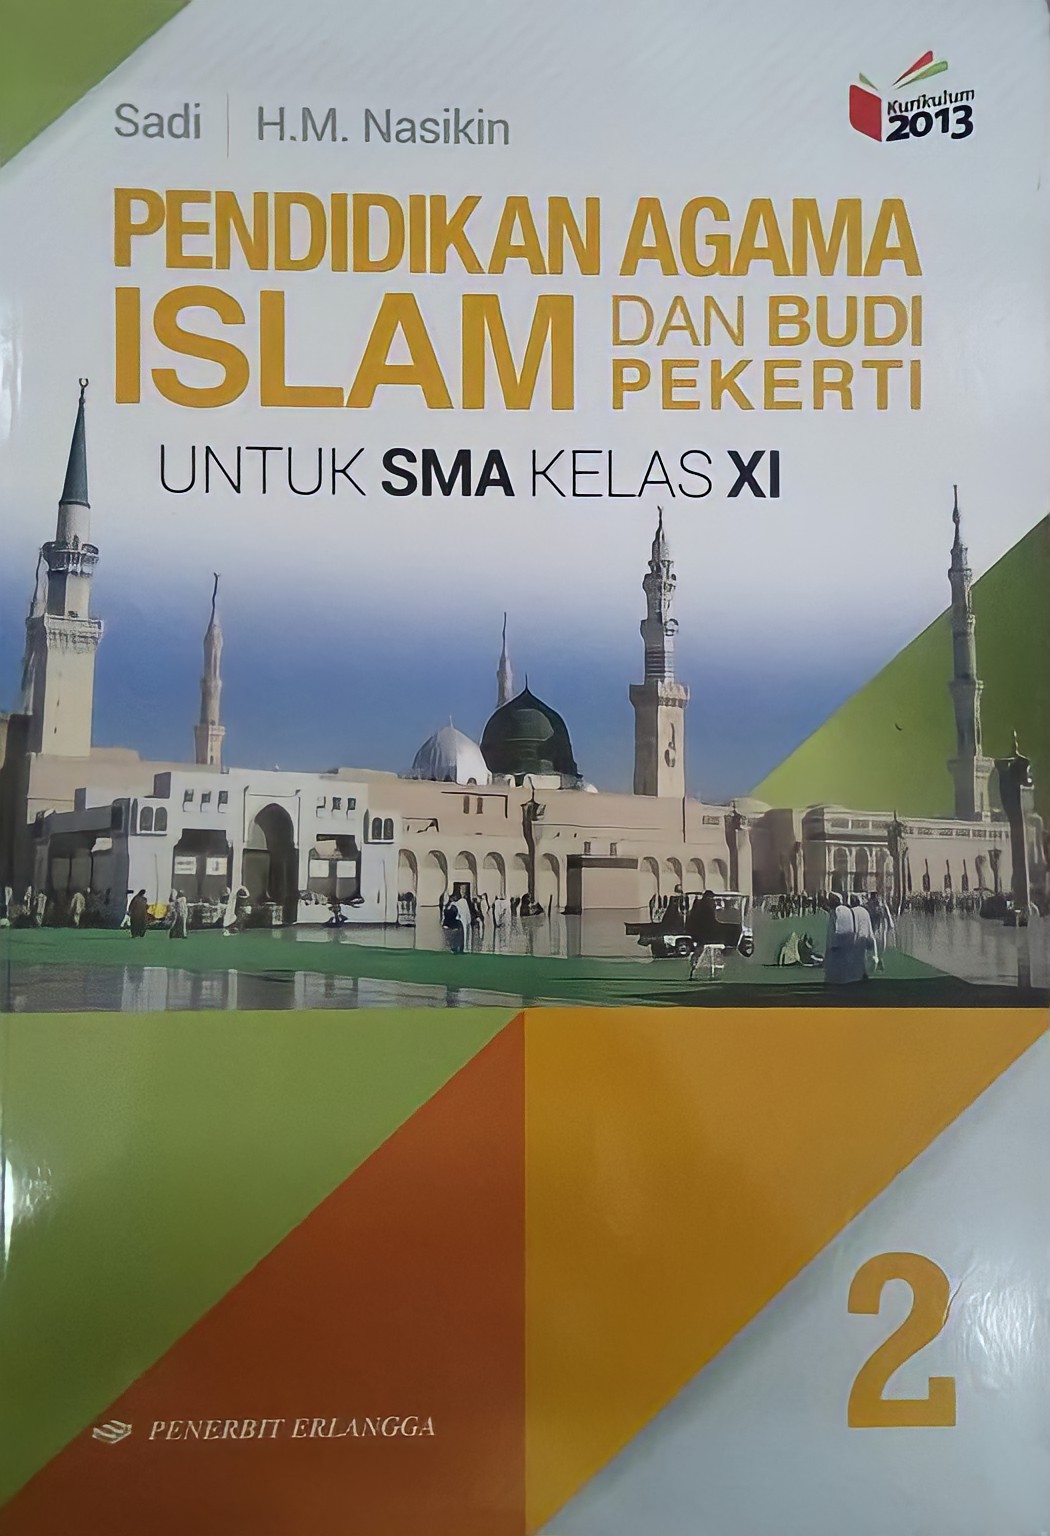 Sadi | H.M. Nasikin
Kurikulum
2013
PENDIDIKAN AGAMA
ISLAM DAN BUDI
PEKERTI
UNTUK SMA KELAS XI
2
PENERBIT ERLANGGA